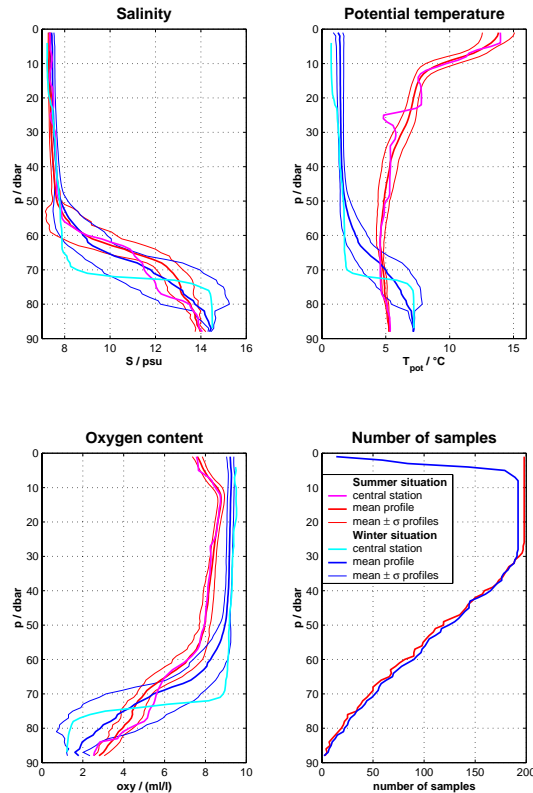 Salinity
0
10
20
30
40
50
60
70
80
90
p / dbar
8 10 12 14 16
S / psu
Potential temperature
0
10
20
30
40
50
60
70
80
90
p / dbar
0 5 10 15
T pot / °C
Oxygen content
0
10
20
30
40
50
60
70
80
90
p / dbar
0 2 4 6 8 10
oxy / (ml/l)
Number of samples
0
10
20
30
40
50
60
70
80
90
p / dbar
Summer situation
central station
mean profile
mean ± σ profiles
Winter situation
central station
mean profile
mean ± σ profiles
0 50 100 150 200
number of samples